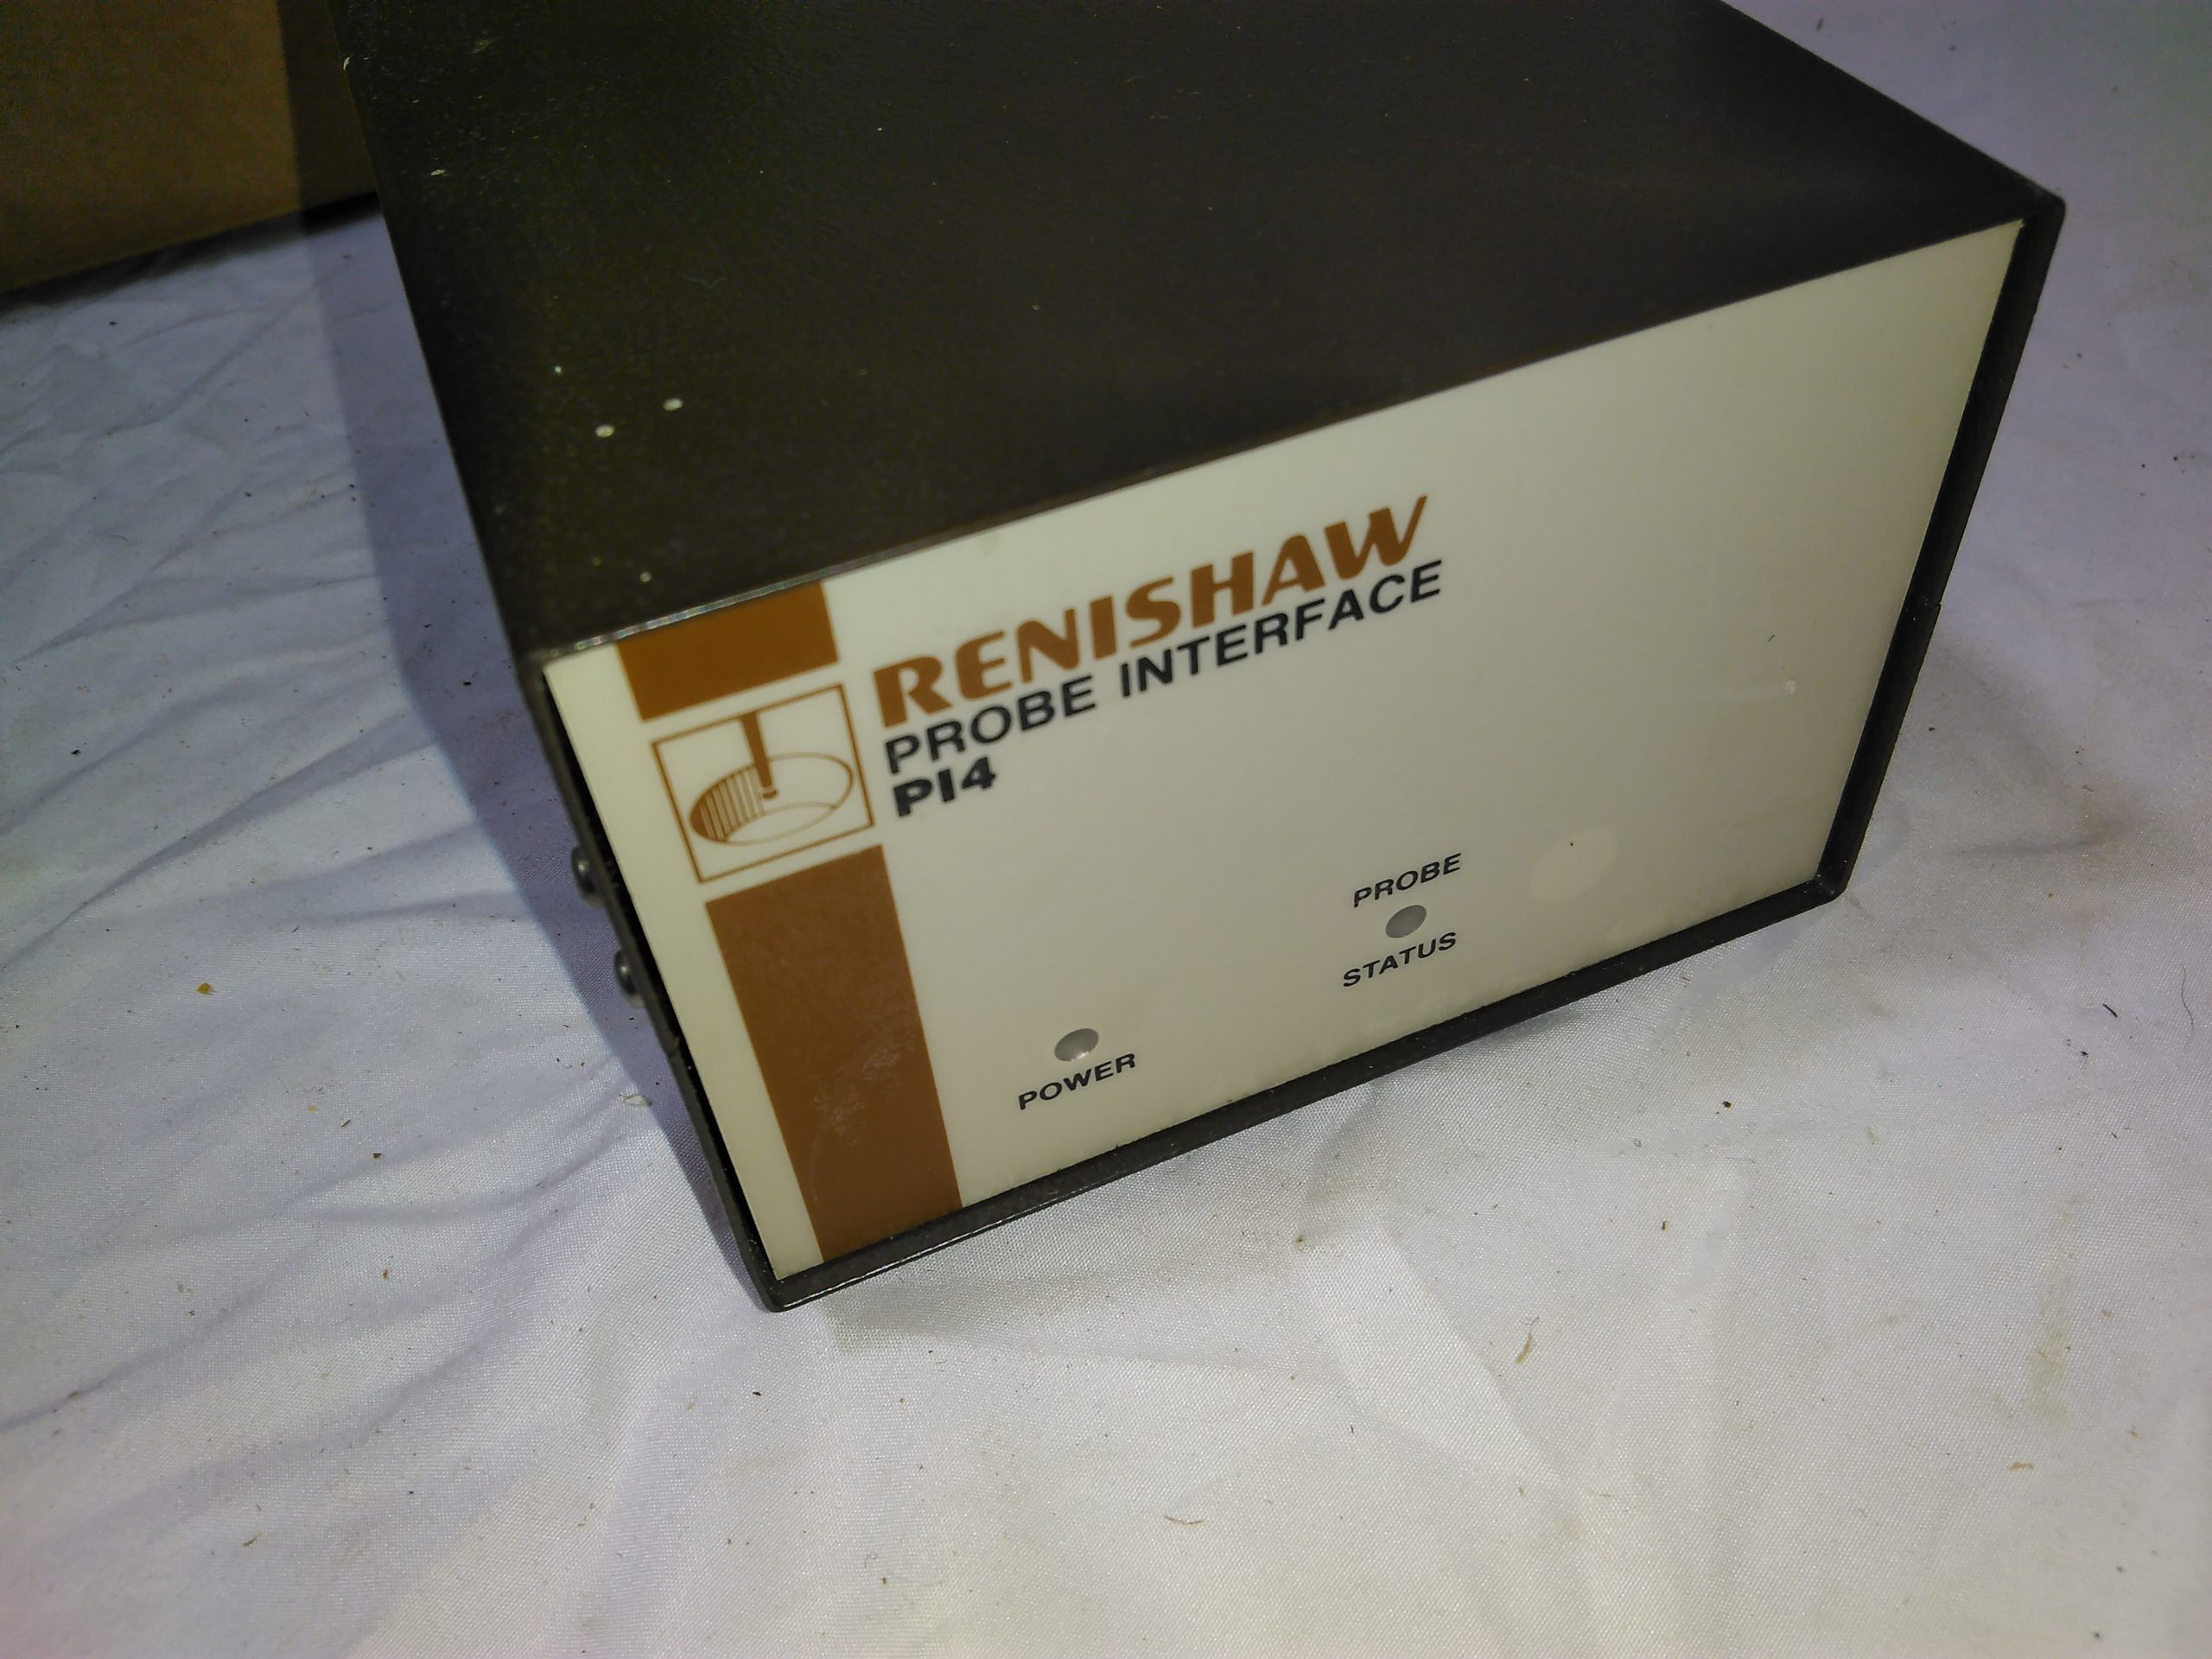 RENISHAW
PROBE INTERFACE
PI4
PROBE
STATUS
POWER